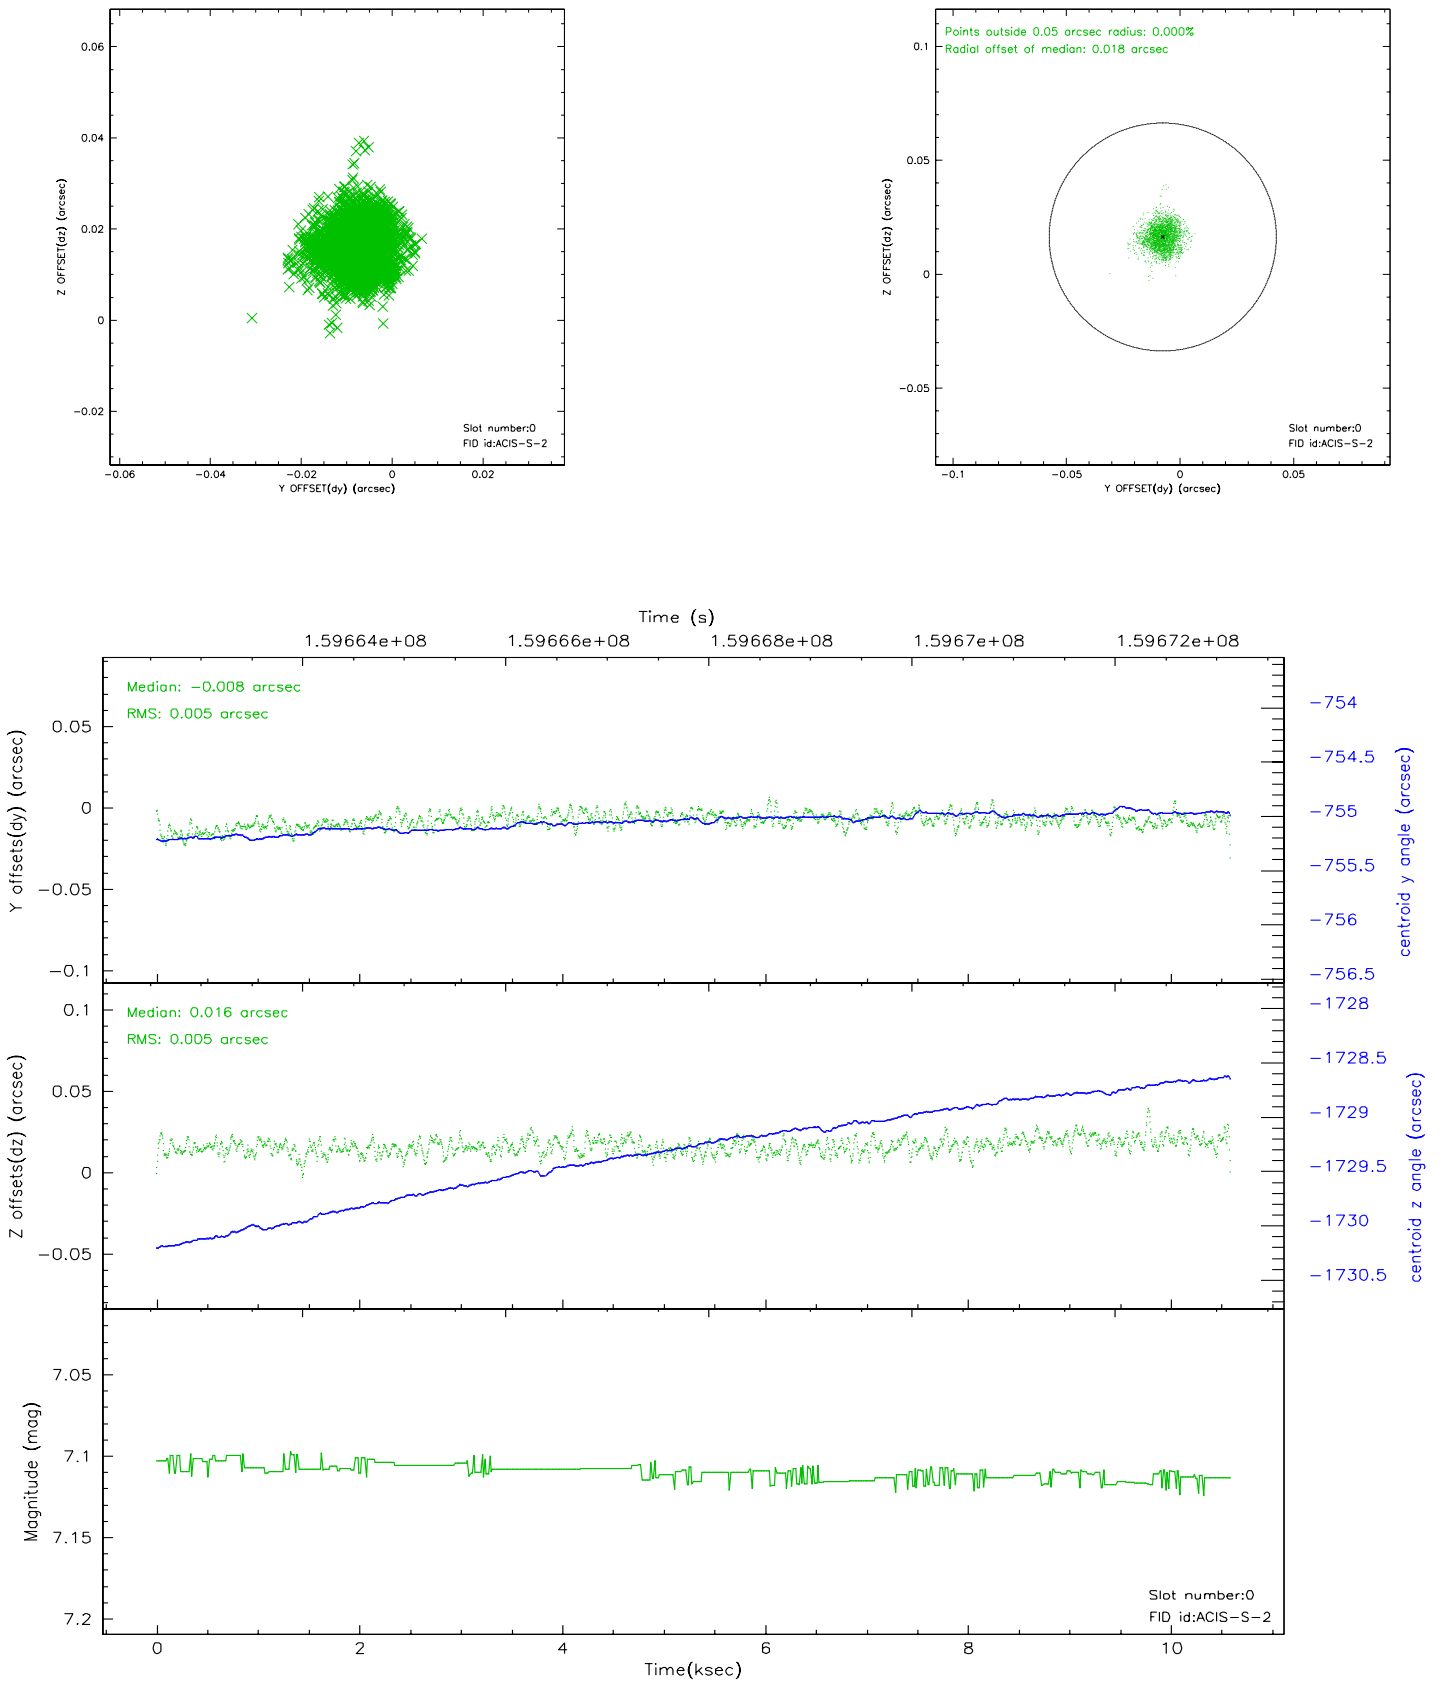 0.06
0.04
0.02
0
−0.02
−0.06
−0.04
−0.02
0
0.02
Z OFFSET(dz) (arcsec)
Y OFFSET(dy) (arcsec)
Slot number:0
FID id:ACIS−S−2
Points outside 0.05 arcsec radius: 0.000%
Radial offset of median: 0.018 arcsec
0.1
0.05
0
−0.05
−0.1
−0.05
0
0.05
Z OFFSET(dz) (arcsec)
Y OFFSET(dy) (arcsec)
Slot number:0
FID id:ACIS−S−2
Time (s)
1.59664e+08
1.59666e+08
1.59668e+08
1.5967e+08
1.59672e+08
Median: −0.008 arcsec
RMS: 0.005 arcsec
0.05
0
−0.05
−0.1
Y offsets(dy) (arcsec)
−754
−754.5
−755
−755.5
−756
−756.5
centroid y angle (arcsec)
Median: 0.016 arcsec
RMS: 0.005 arcsec
0.1
0.05
0
−0.05
Z offsets(dz) (arcsec)
−1728
−1728.5
−1729
−1729.5
−1730
−1730.5
centroid z angle (arcsec)
7.05
7.1
7.15
7.2
Magnitude (mag)
Slot number:0
FID id:ACIS−S−2
0
2
4
6
8
10
Time(ksec)